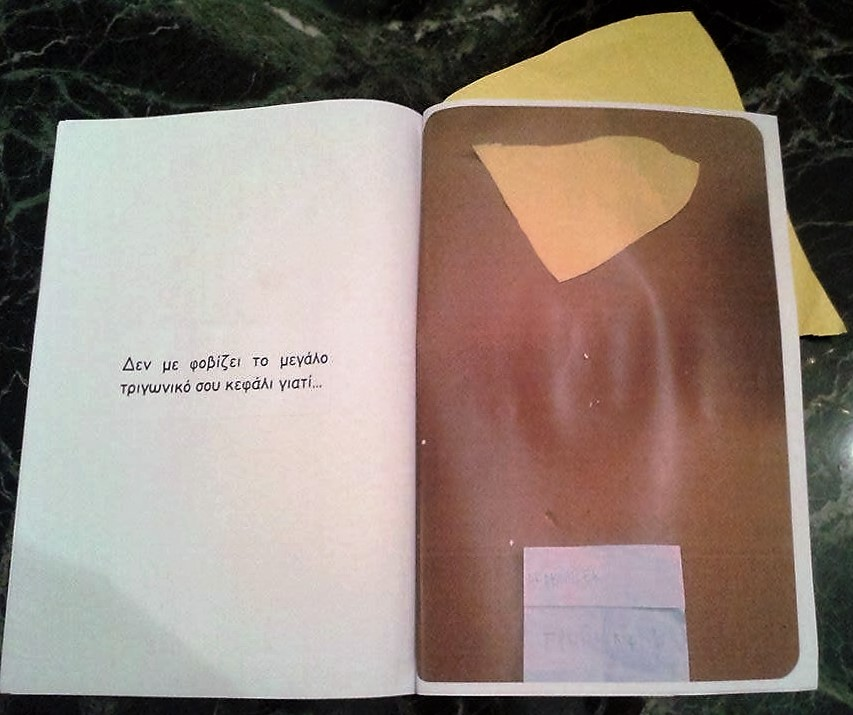 Δεν με φοβίζει το μεγάλο
τριγωνικό σου κεφάλι γιατί...